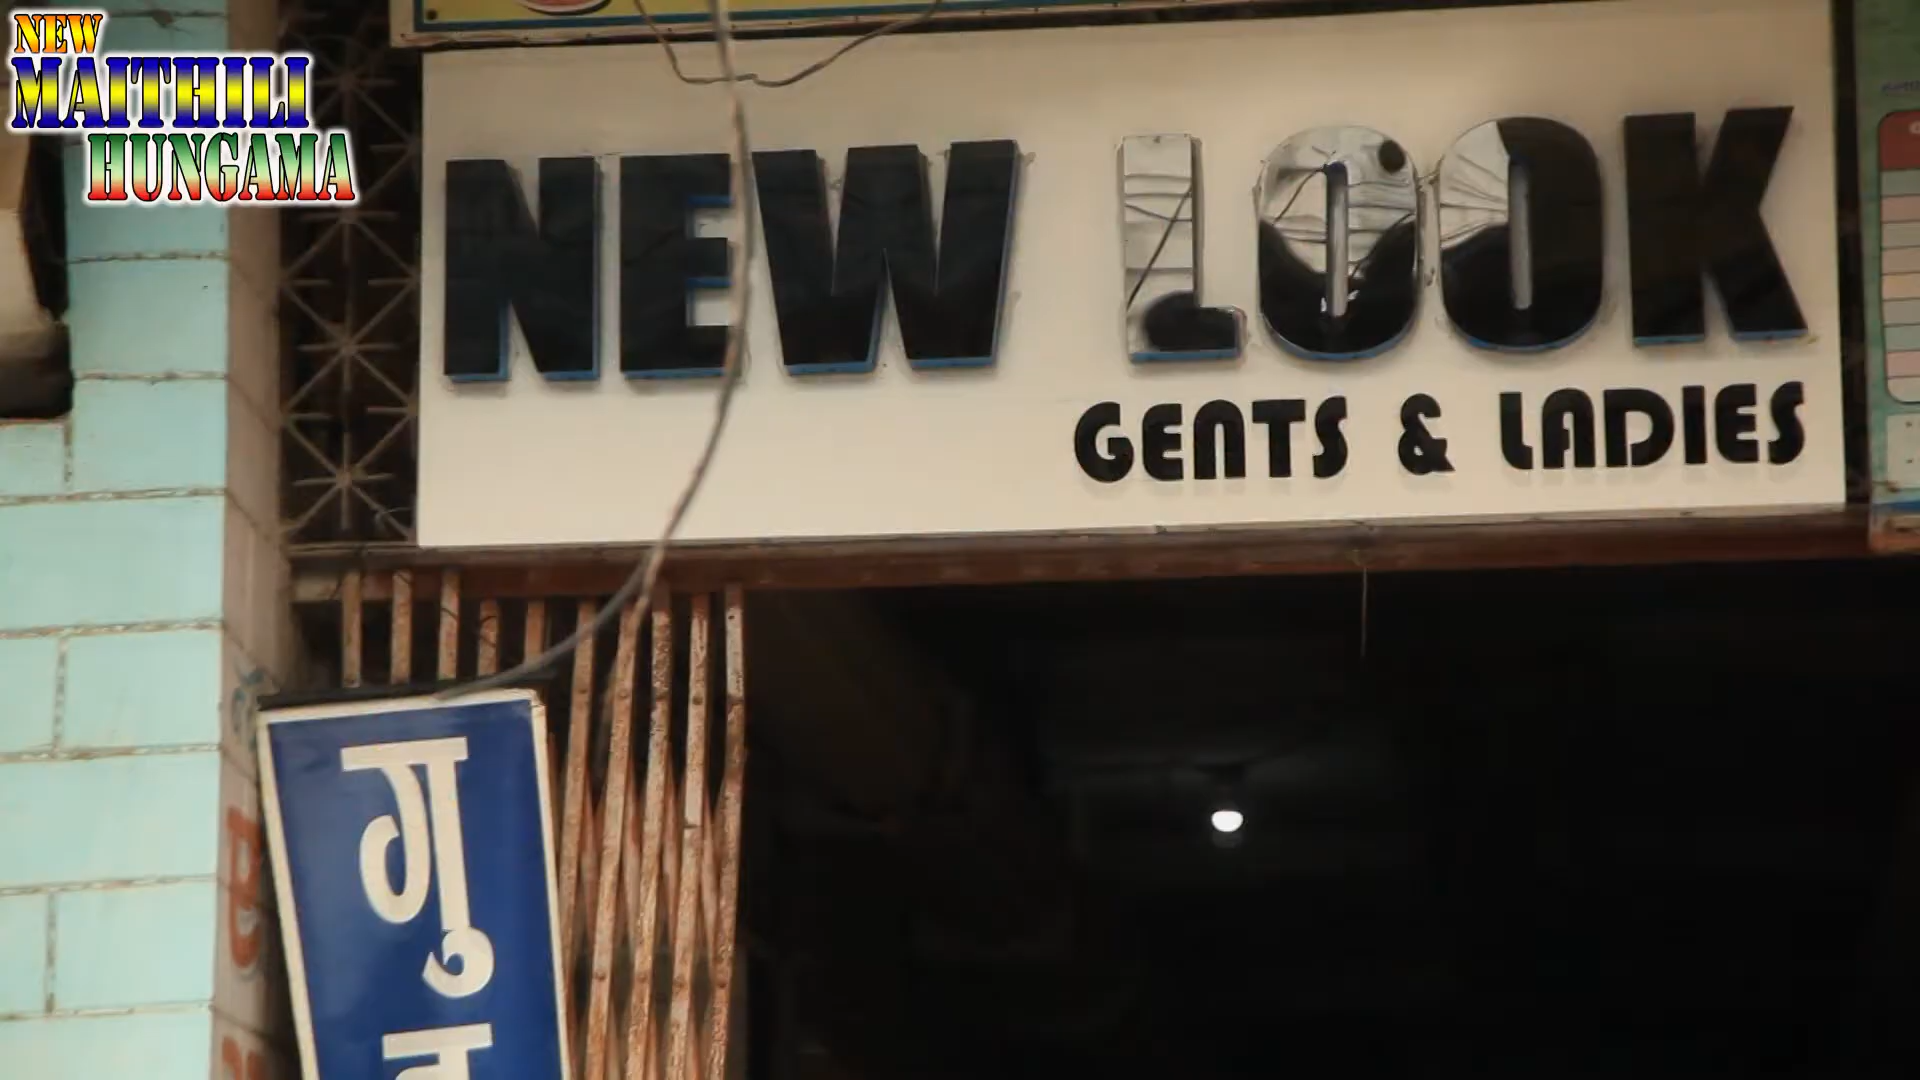 NEW
MAITHILI
HUNGAMA
NEW LOOK
GENTS & LADIES
गु